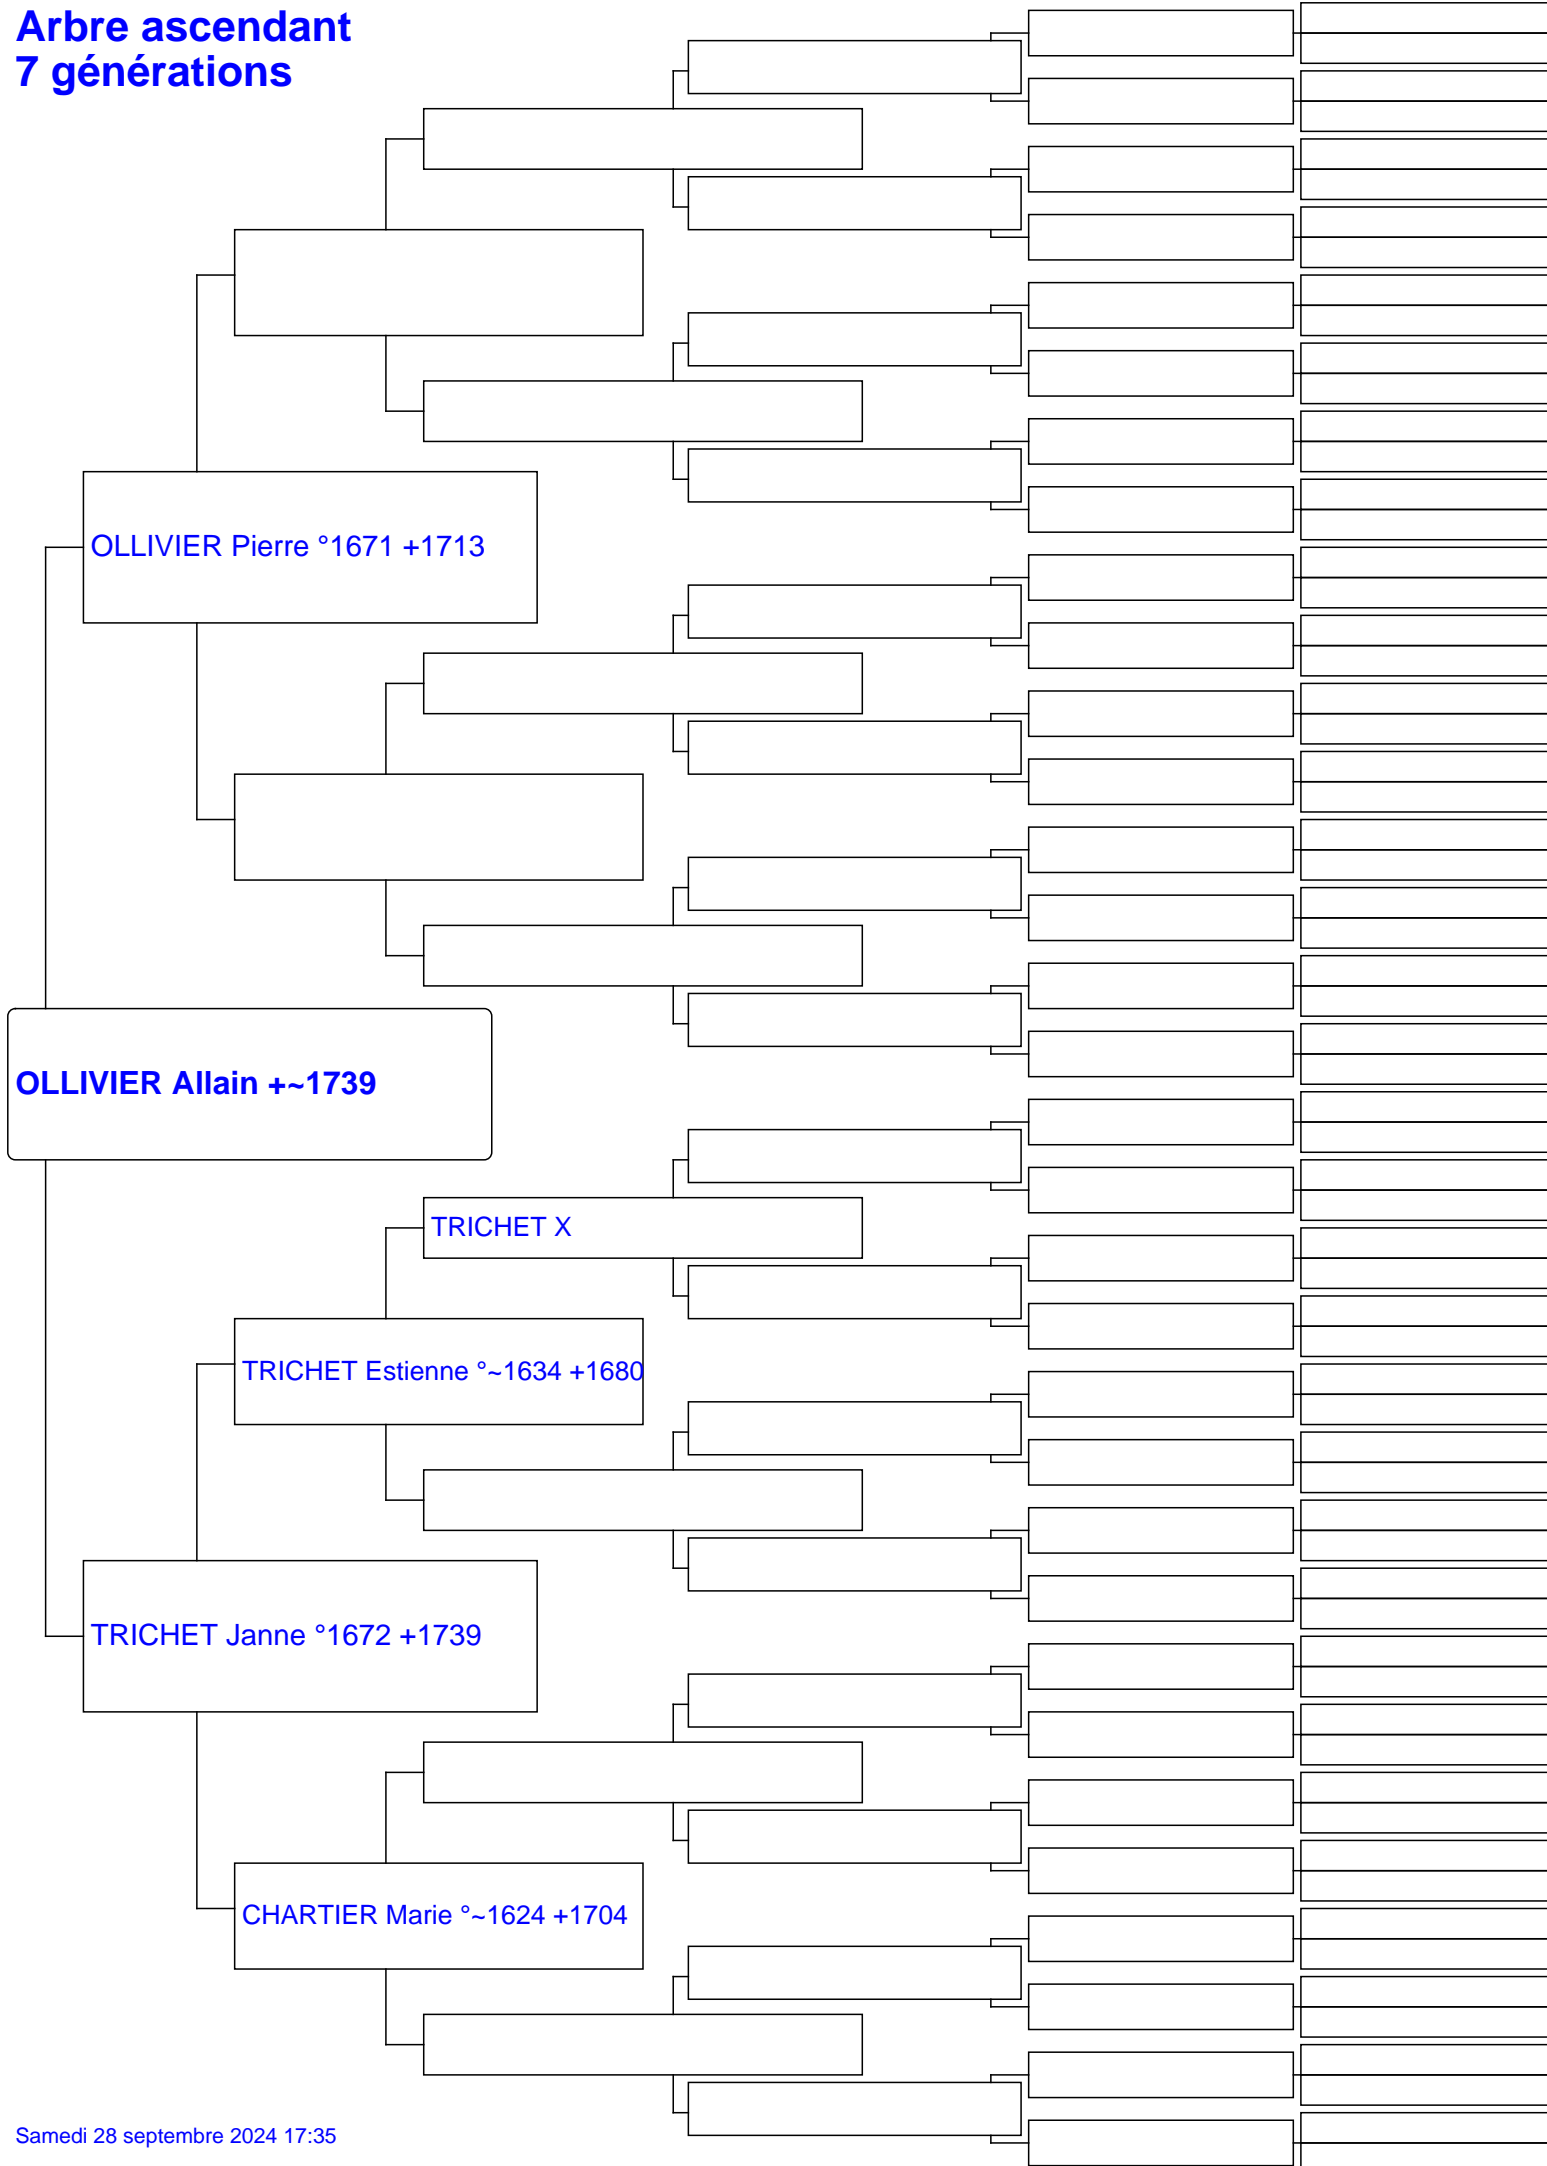 Arbre ascendant
7 générations
OLLIVIER Pierre °1671 +1713
OLLIVIER Allain +~1739
TRICHET X
TRICHET Estienne °~1634 +1680
TRICHET Janne °1672 +1739
CHARTIER Marie °~1624 +1704
Samedi 28 septembre 2024 17:35